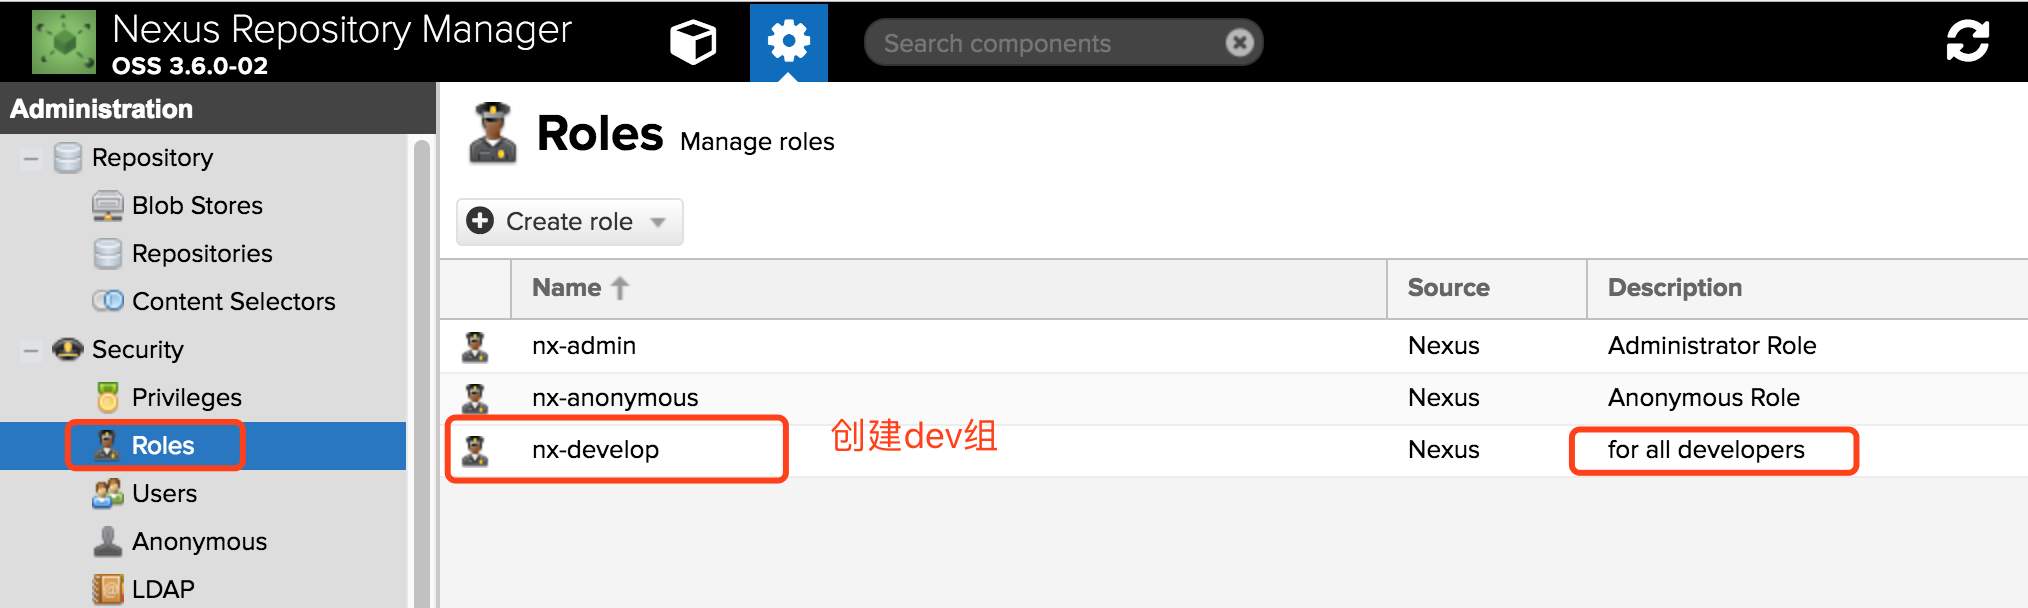 Nexus Repository Manager
OSS 3.6.0-02
Search components
Administration
Repository
Blob Stores
Repositories
Content Selectors
Security
Privileges
Roles
Users
Anonymous
LDAP
Roles Manage roles
Create role
Name Source Description
nx-admin Nexus Administrator Role
nx-anonymous Nexus Anonymous Role
nx-develop 创建dev组 Nexus for all developers